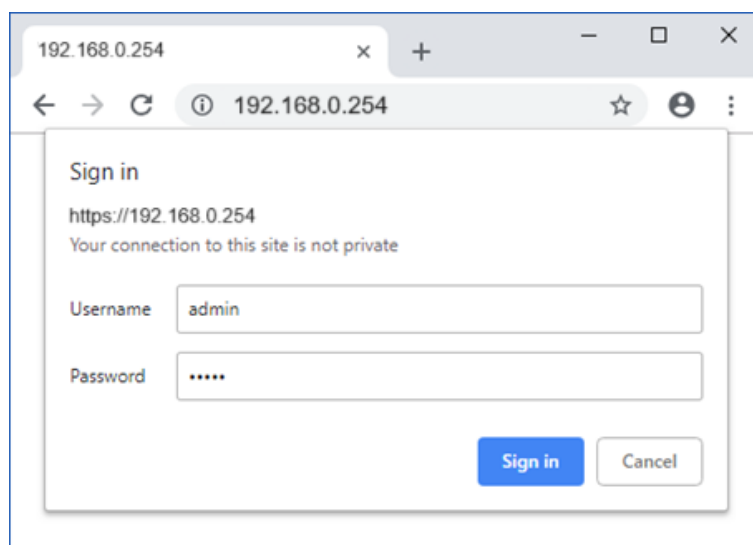 192.168.0.254
192.168.0.254
Sign in
https://192.168.0.254
Your connection to this site is not private
Username admin
Password •••••
Sign in Cancel